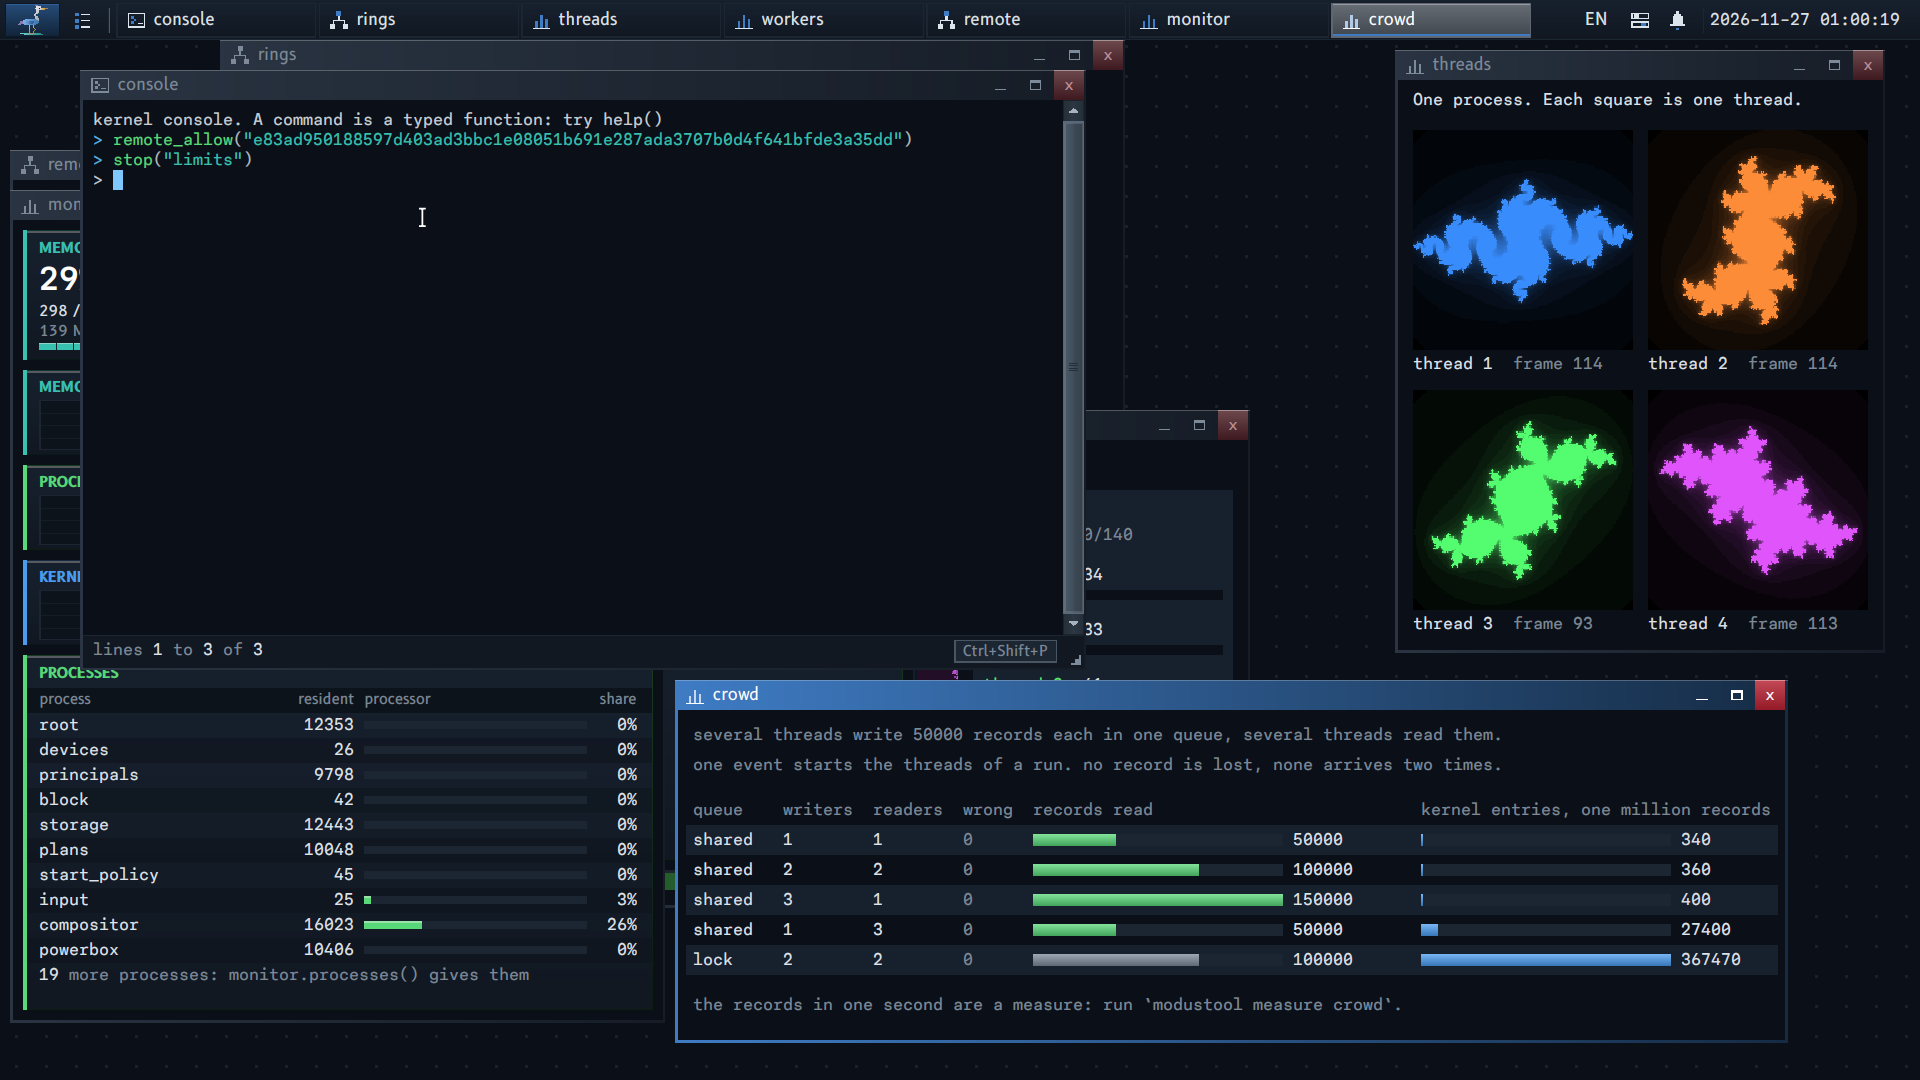 console rings threads workers remote monitor crowd EN 2026-11-27 01:00:19
rings
x
threads
x
One process. Each square is one thread.
thread 1 frame 114
thread 2 frame 114
thread 3 frame 93
thread 4 frame 113
console
x
kernel console. A command is a typed function: try help()
> remote_allow("e83ad950188597d403ad3bbc1e08051b691e287ada3707b0d4f641bfde3a35dd")
> stop("limits")
>
lines 1 to 3 of 3
Ctrl+Shift+P
x
0/140
34
33
PROCESSES
process resident processor share
root 12353 0%
devices 26 0%
principals 9798 0%
block 42 0%
storage 12443 0%
plans 10048 0%
start_policy 45 0%
input 25 3%
compositor 16023 26%
powerbox 10406 0%
19 more processes: monitor.processes() gives them
crowd
x
several threads write 50000 records each in one queue, several threads read them.
one event starts the threads of a run. no record is lost, none arrives two times.
queue writers readers wrong records read kernel entries, one million records
shared 1 1 0 50000 340
shared 2 2 0 100000 360
shared 3 1 0 150000 400
shared 1 3 0 50000 27400
lock 2 2 0 100000 367470
the records in one second are a measure: run `modustool measure crowd`.